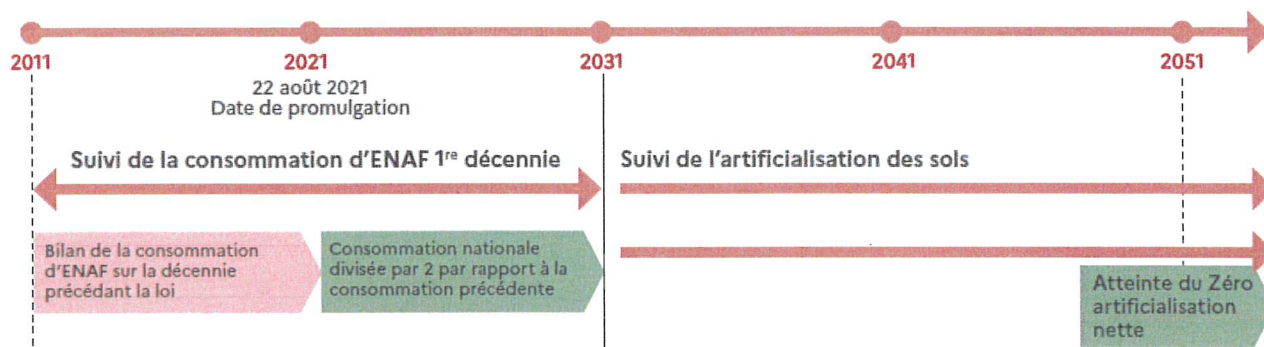 2011
2021
2031
2041
2051
22 août 2021
Date de promulgation
Suivi de la consommation d'ENAF 1re décennie
Suivi de l'artificialisation des sols
Bilan de la consommation
d'ENAF sur la décennie
précédant la loi
Consommation nationale
divisée par 2 par rapport à la
consommation précédente
Atteinte du Zéro
artificialisation
nette